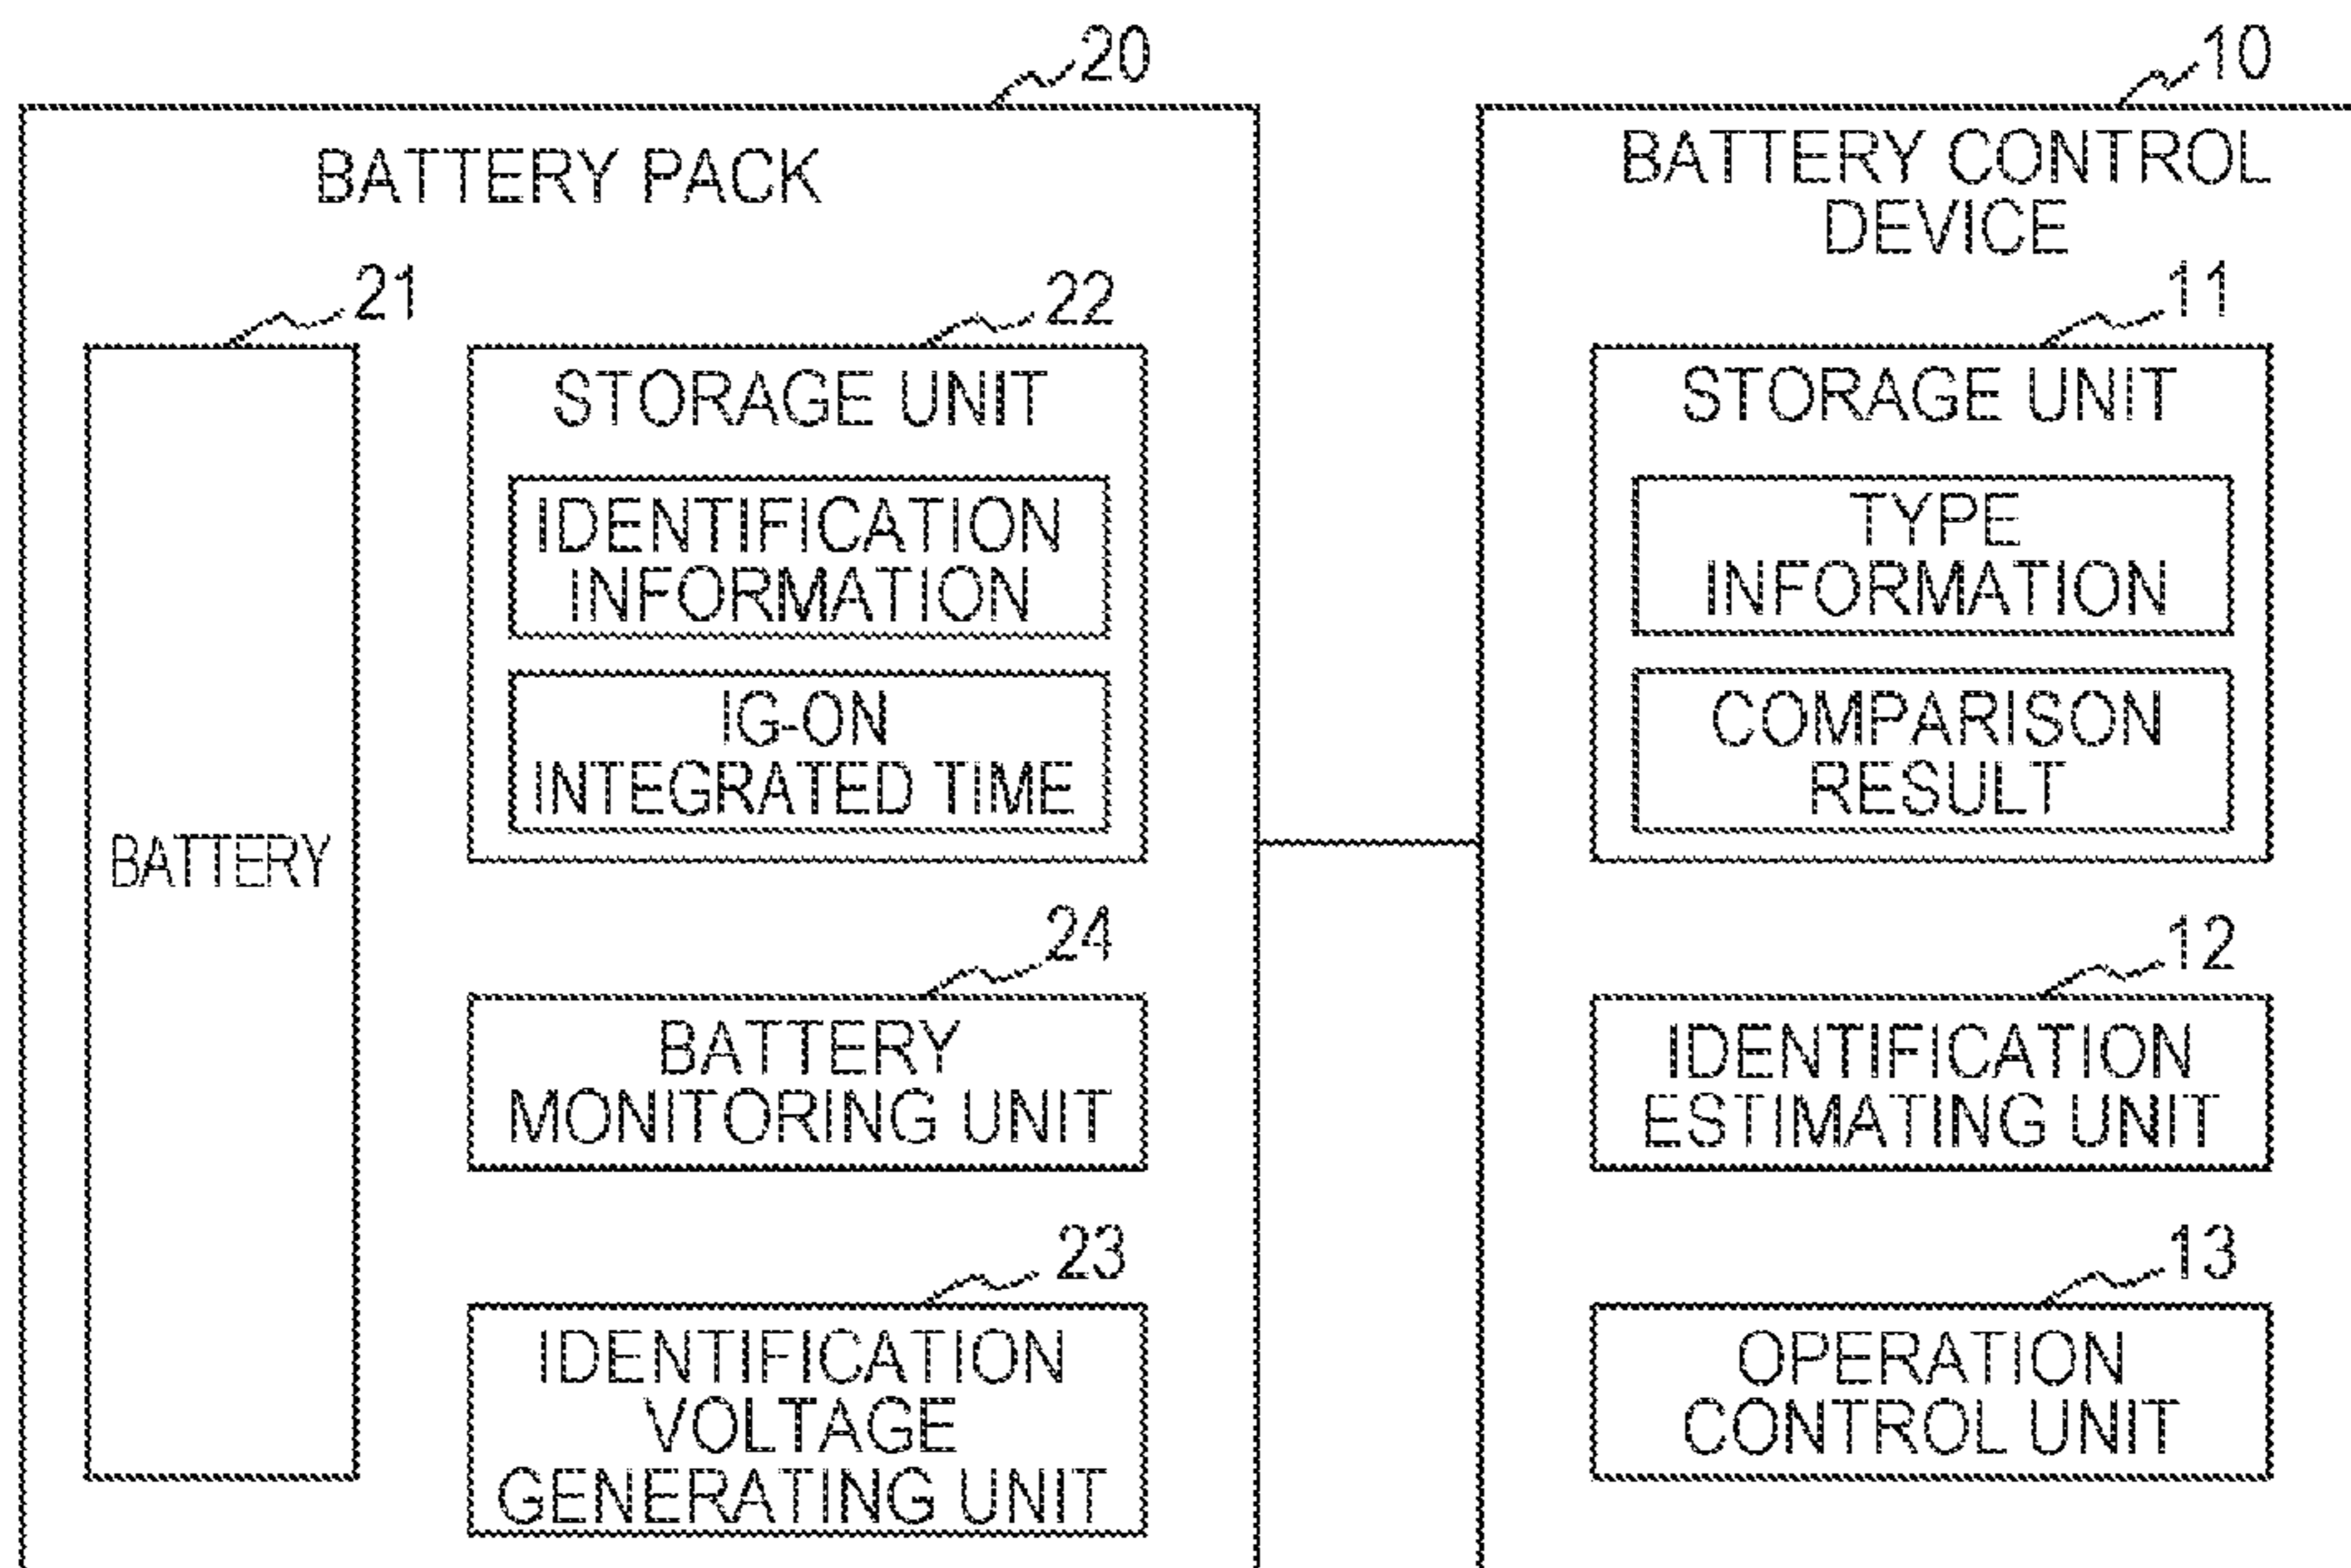 20
BATTERY PACK
21
BATTERY
22
STORAGE UNIT
IDENTIFICATION
INFORMATION
IG-ON
INTEGRATED TIME
24
BATTERY
MONITORING UNIT
23
IDENTIFICATION
VOLTAGE
GENERATING UNIT
10
BATTERY CONTROL
DEVICE
11
STORAGE UNIT
TYPE
INFORMATION
COMPARISON
RESULT
12
IDENTIFICATION
ESTIMATING UNIT
13
OPERATION
CONTROL UNIT